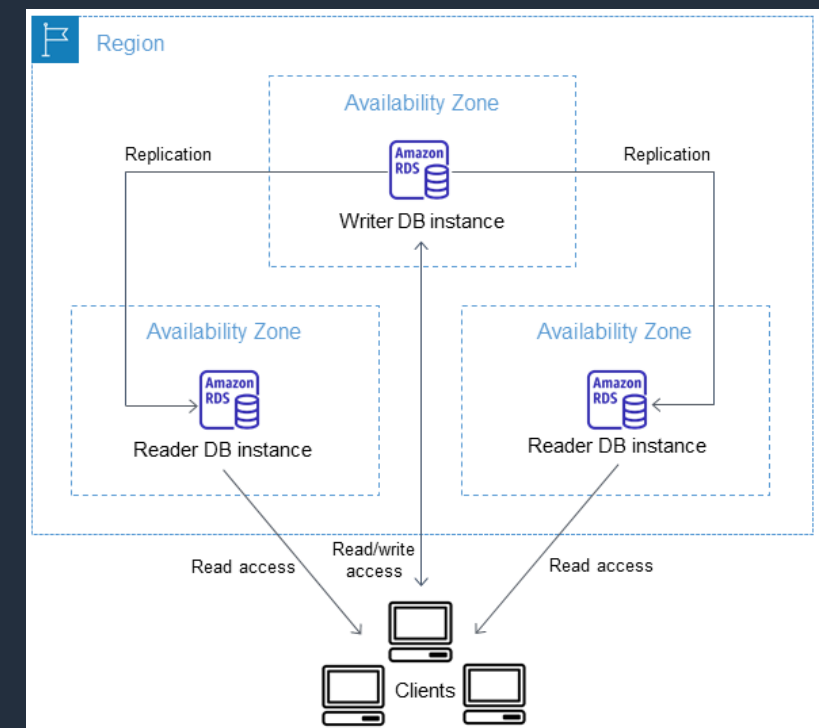 Region
Availability Zone
Replication
Amazon
RDS
Replication
Writer DB instance
Availability Zone
Amazon
RDS
Reader DB instance
Availability Zone
Amazon
RDS
Reader DB instance
Read access
Read/write
access
Read access
Clients